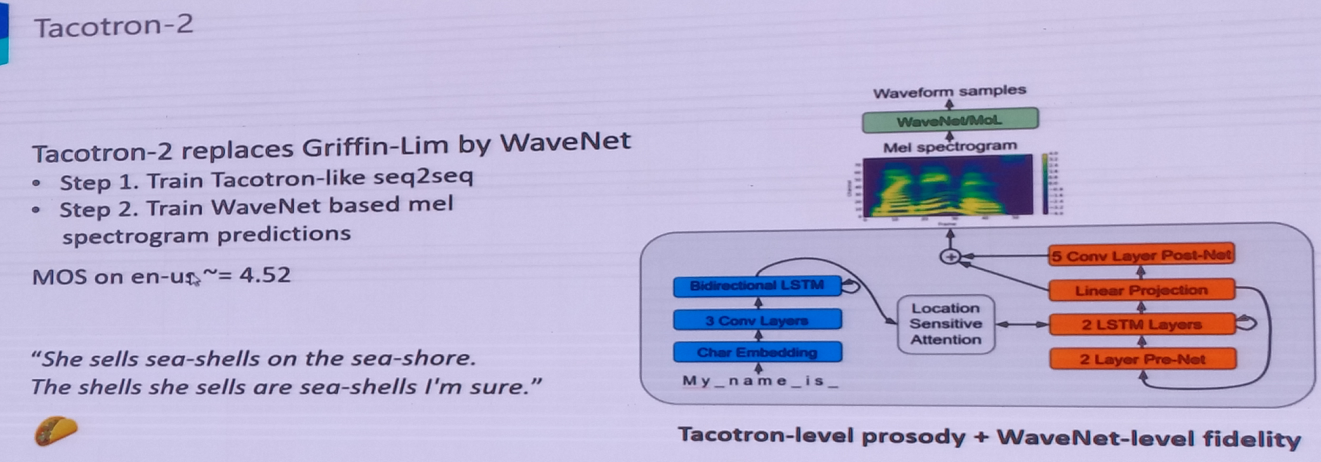 Tacotron-2
Tacotron-2 replaces Griffin-Lim by WaveNet
• Step 1. Train Tacotron-like seq2seq
• Step 2. Train WaveNet based mel
spectrogram predictions
MOS on en-us ~= 4.52
“She sells sea-shells on the sea-shore.
The shells she sells are sea-shells I'm sure.”
Waveform samples
WaveNet/MoL
Mel spectrogram
Bidirectional LSTM
3 Conv Layers
Char Embedding
My_name_is_
Location
Sensitive
Attention
5 Conv Layer Post-Net
Linear Projection
2 LSTM Layers
2 Layer Pre-Net
Tacotron-level prosody + WaveNet-level fidelity